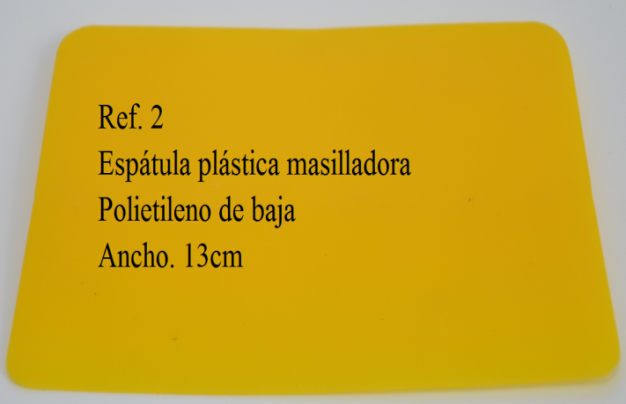 Ref. 2
Espátula plástica masilladora
Polietileno de baja
Ancho. 13cm